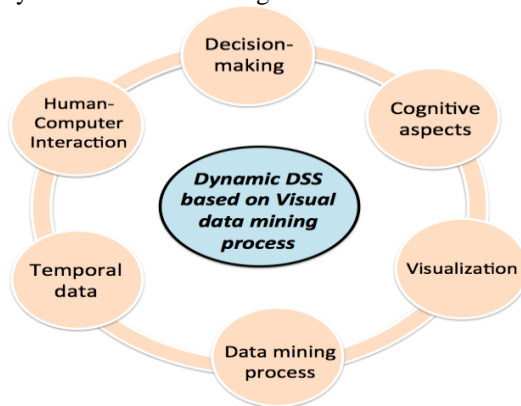 Decision-
making
Human-
Computer
Interaction
Cognitive
aspects
Dynamic DSS
based on Visual
data mining
process
Temporal
data
Visualization
Data mining
process